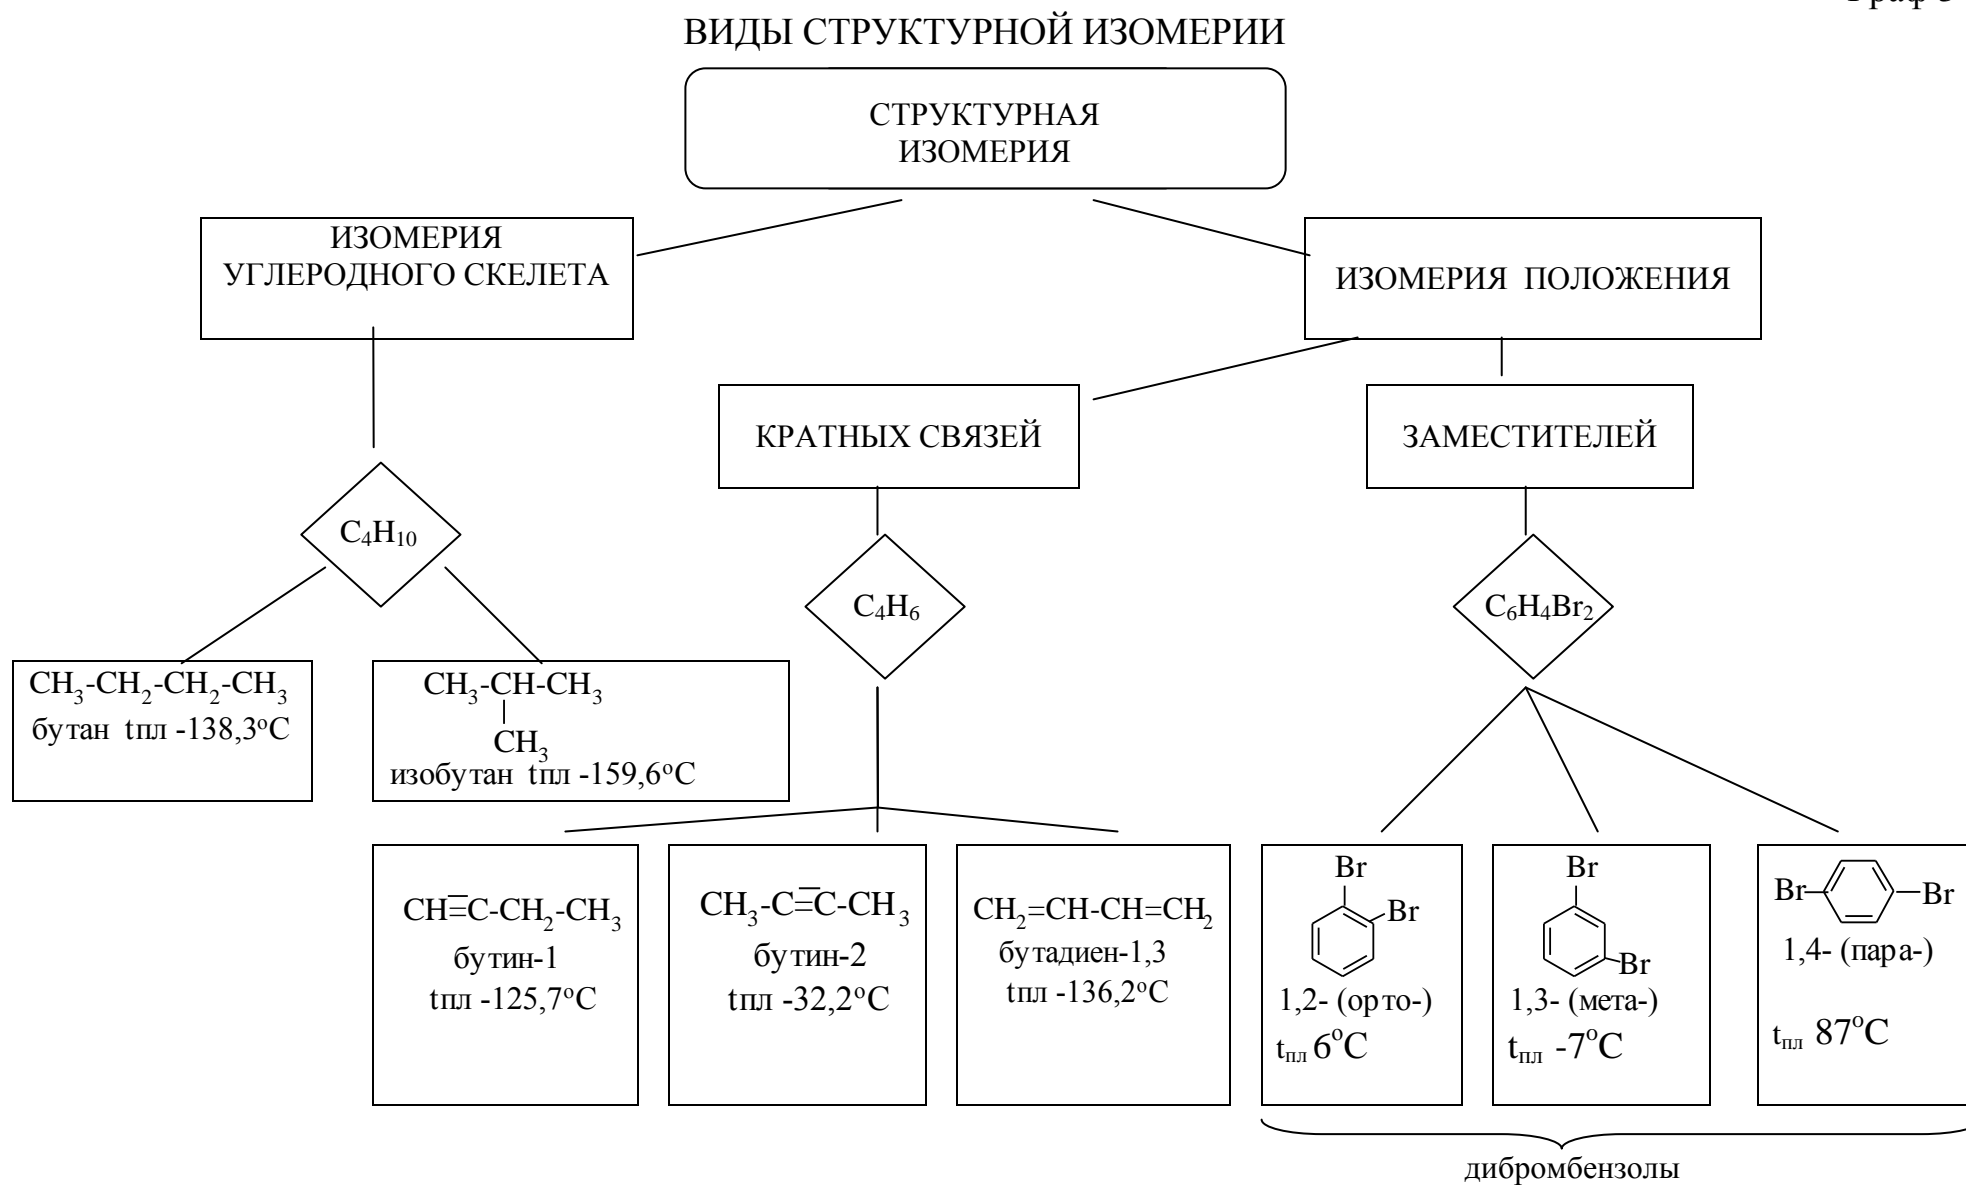 ВИДЫ СТРУКТУРНОЙ ИЗОМЕРИИ
СТРУКТУРНАЯ
ИЗОМЕРИЯ
ИЗОМЕРИЯ
УГЛЕРОДНОГО СКЕЛЕТА
ИЗОМЕРИЯ ПОЛОЖЕНИЯ
КРАТНЫХ СВЯЗЕЙ
ЗАМЕСТИТЕЛЕЙ
C₄H₁₀
C₄H₆
C₆H₄Br₂
CH₃-CH₂-CH₂-CH₃
бутан tпл -138,3°C
CH₃-CH-CH₃
CH₃
изобутан tпл -159,6°C
CH≡C-CH₂-CH₃
бутин-1
tпл -125,7°C
CH₃-C≡C-CH₃
бутин-2
tпл -32,2°C
CH₂=CH-CH=CH₂
бутадиен-1,3
tпл -136,2°C
Br
Br
1,2- (орто-)
tпл 6°C
Br
Br
1,3- (мета-)
tпл -7°C
Br Br
1,4- (пара-)
tпл 87°C
дибромбензолы